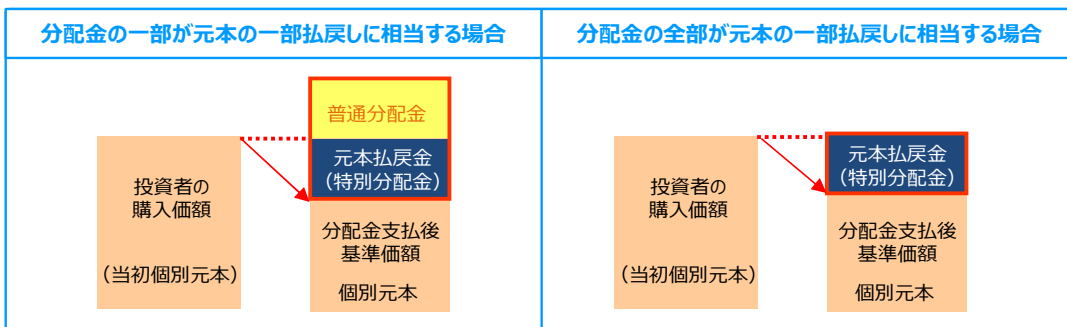 分配金の一部が元本の一部払戻しに相当する場合
普通分配金
元本払戻金
(特別分配金)
投資者の
購入価額
(当初個別元本)
分配金支払後
基準価額
個別元本
分配金の全部が元本の一部払戻しに相当する場合
元本払戻金
(特別分配金)
投資者の
購入価額
(当初個別元本)
分配金支払後
基準価額
個別元本